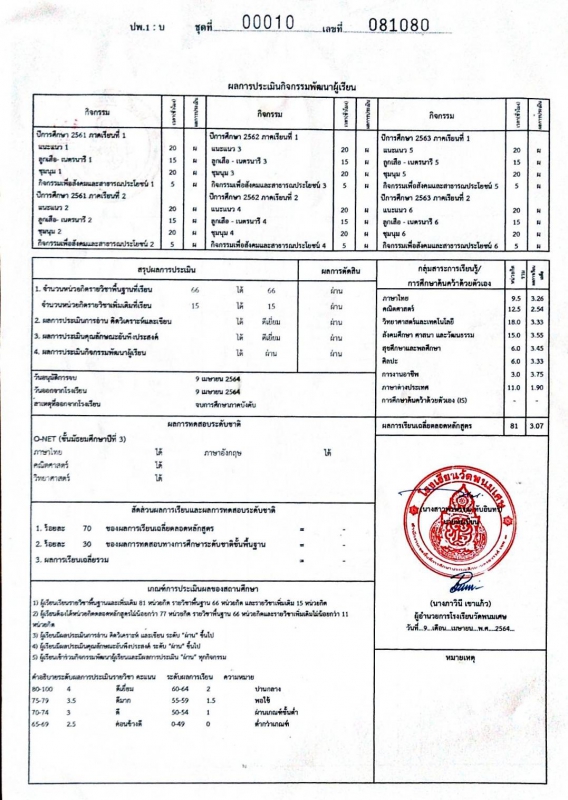 ปพ.1 : บ ชุดที่ 00010 เลขที่ 081080
ผลการประเมินกิจกรรมพัฒนาผู้เรียน
กิจกรรม เวลา(ชั่วโมง) ผลการประเมิน กิจกรรม เวลา(ชั่วโมง) ผลการประเมิน กิจกรรม เวลา(ชั่วโมง) ผลการประเมิน
ปีการศึกษา 2561 ภาคเรียนที่ 1 ปีการศึกษา 2562 ภาคเรียนที่ 1 ปีการศึกษา 2563 ภาคเรียนที่ 1
แนะแนว 1 20 ผ แนะแนว 3 20 ผ แนะแนว 5 20 ผ
ลูกเสือ - เนตรนารี 1 15 ผ ลูกเสือ - เนตรนารี 3 15 ผ ลูกเสือ - เนตรนารี 5 15 ผ
ชุมนุม 1 20 ผ ชุมนุม 3 20 ผ ชุมนุม 5 20 ผ
กิจกรรมเพื่อสังคมและสาธารณประโยชน์ 1 5 ผ กิจกรรมเพื่อสังคมและสาธารณประโยชน์ 3 5 ผ กิจกรรมเพื่อสังคมและสาธารณประโยชน์ 5 5 ผ
ปีการศึกษา 2561 ภาคเรียนที่ 2 ปีการศึกษา 2562 ภาคเรียนที่ 2 ปีการศึกษา 2563 ภาคเรียนที่ 2
แนะแนว 2 20 ผ แนะแนว 4 20 ผ แนะแนว 6 20 ผ
ลูกเสือ - เนตรนารี 2 15 ผ ลูกเสือ - เนตรนารี 4 15 ผ ลูกเสือ - เนตรนารี 6 15 ผ
ชุมนุม 2 20 ผ ชุมนุม 4 20 ผ ชุมนุม 6 20 ผ
กิจกรรมเพื่อสังคมและสาธารณประโยชน์ 2 5 ผ กิจกรรมเพื่อสังคมและสาธารณประโยชน์ 4 5 ผ กิจกรรมเพื่อสังคมและสาธารณประโยชน์ 6 5 ผ
สรุปผลการประเมิน ผลการตัดสิน
1. จำนวนหน่วยกิตรายวิชาพื้นฐานที่เรียน 66 ได้ 66 ผ่าน
จำนวนหน่วยกิตรายวิชาเพิ่มเติมที่เรียน 15 ได้ 15 ผ่าน
2. ผลการประเมินการอ่าน คิดวิเคราะห์และเขียน ได้ ดีเยี่ยม ผ่าน
3. ผลการประเมินคุณลักษณะอันพึงประสงค์ ได้ ดีเยี่ยม ผ่าน
4. ผลการประเมินกิจกรรมพัฒนาผู้เรียน ได้ ผ่าน ผ่าน
วันอนุมัติการจบ 9 เมษายน 2564
วันออกจากโรงเรียน 9 เมษายน 2564
สาเหตุที่ออกจากโรงเรียน จบการศึกษาภาคบังคับ
ผลการทดสอบระดับชาติ
O-NET (ชั้นมัธยมศึกษาปีที่ 3)
ภาษาไทย ได้ ภาษาอังกฤษ ได้
คณิตศาสตร์ ได้
วิทยาศาสตร์ ได้
สัดส่วนผลการเรียนและผลการทดสอบระดับชาติ
1. ร้อยละ 70 ของผลการเรียนเฉลี่ยตลอดหลักสูตร = -
2. ร้อยละ 30 ของผลการทดสอบทางการศึกษาระดับชาติขั้นพื้นฐาน = -
3. ผลการเรียนเฉลี่ยรวม = -
เกณฑ์การประเมินผลของสถานศึกษา
1) ผู้เรียนเรียนรายวิชาพื้นฐานและเพิ่มเติม 81 หน่วยกิต รายวิชาพื้นฐาน 66 หน่วยกิต และรายวิชาเพิ่มเติม 15 หน่วยกิต
2) ผู้เรียนต้องได้หน่วยกิตตลอดหลักสูตรไม่น้อยกว่า 77 หน่วยกิต รายวิชาพื้นฐาน 66 หน่วยกิตและรายวิชาเพิ่มเติมไม่น้อยกว่า 11
หน่วยกิต
3) ผู้เรียนมีผลประเมินการอ่าน คิดวิเคราะห์ และเขียน ระดับ "ผ่าน" ขึ้นไป
4) ผู้เรียนมีผลประเมินคุณลักษณะอันพึงประสงค์ ระดับ "ผ่าน" ขึ้นไป
5) ผู้เรียนเข้าร่วมกิจกรรมพัฒนาผู้เรียนและมีผลการประเมิน "ผ่าน" ทุกกิจกรรม
คำอธิบายระดับผลการประเมินรายวิชา คะแนน ระดับผลการเรียน ความหมาย
80-100 4 ดีเยี่ยม 60-64 2 ปานกลาง
75-79 3.5 ดีมาก 55-59 1.5 พอใช้
70-74 3 ดี 50-54 1 ผ่านเกณฑ์ขั้นต่ำ
65-69 2.5 ค่อนข้างดี 0-49 0 ต่ำกว่าเกณฑ์
กลุ่มสาระการเรียนรู้/
การศึกษาค้นคว้าด้วยตัวเอง
ภาษาไทย 9.5 3.26
คณิตศาสตร์ 12.5 2.54
วิทยาศาสตร์และเทคโนโลยี 18.0 3.33
สังคมศึกษา ศาสนา และวัฒนธรรม 15.0 3.55
สุขศึกษาและพลศึกษา 6.0 3.45
ศิลปะ 6.0 3.33
การงานอาชีพ 3.0 3.75
ภาษาต่างประเทศ 11.0 1.90
การศึกษาค้นคว้าด้วยตัวเอง (IS) - -
ผลการเรียนเฉลี่ยตลอดหลักสูตร 81 3.07
โรงเรียนวัดพนมเศษ
นายทะเบียน
(นางภาวินี เขาแก้ว)
ผู้อำนวยการโรงเรียนวัดพนมเศษ
วันที่...9...เดือน...เมษายน...พ.ศ....2564...
หมายเหตุ